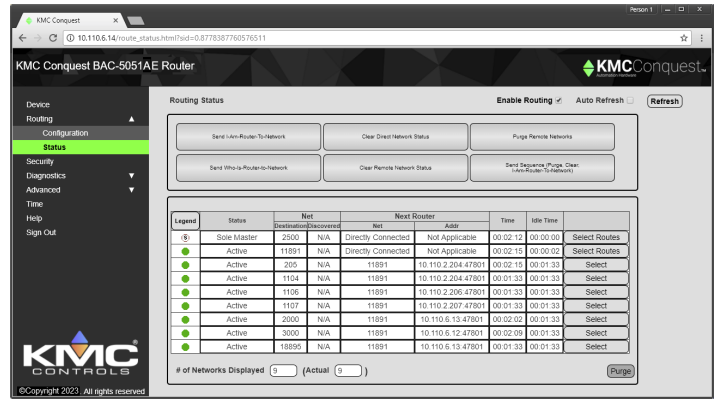 Person 1
KMC Conquest
10.110.6.14/route_status.html?sid=0.8778387760576511
KMC Conquest BAC-5051AE Router
KMCConquest™
Automation Hardware
Device
Routing
Configuration
Status
Security
Diagnostics
Advanced
Time
Help
Sign Out
KMC®
CONTROLS
©Copyright 2023 All rights reserved
Routing Status
Enable Routing
Auto Refresh
Refresh
Send I-Am-Router-To-Network
Clear Direct Network Status
Purge Remote Networks
Send Who-Is-Router-to-Network
Clear Remote Network Status
Send Sequence (Purge, Clear,
I-Am-Router-To-Network)
Legend Status Net Next Router Time Idle Time
Destination Discovered Net Addr
S Sole Master 2500 N/A Directly Connected Not Applicable 00:02:12 00:00:00 Select Routes
Active 11891 N/A Directly Connected Not Applicable 00:02:15 00:00:02 Select Routes
Active 205 N/A 11891 10.110.2.204:47801 00:02:15 00:01:33 Select
Active 1104 N/A 11891 10.110.2.204:47801 00:01:33 00:01:33 Select
Active 1106 N/A 11891 10.110.2.206:47801 00:01:33 00:01:33 Select
Active 1107 N/A 11891 10.110.2.207:47801 00:01:33 00:01:33 Select
Active 2000 N/A 11891 10.110.6.13:47801 00:02:02 00:01:33 Select
Active 3000 N/A 11891 10.110.6.12:47801 00:02:09 00:01:33 Select
Active 18895 N/A 11891 10.110.6.13:47801 00:01:33 00:01:33 Select
# of Networks Displayed 9 (Actual 9 )
Purge